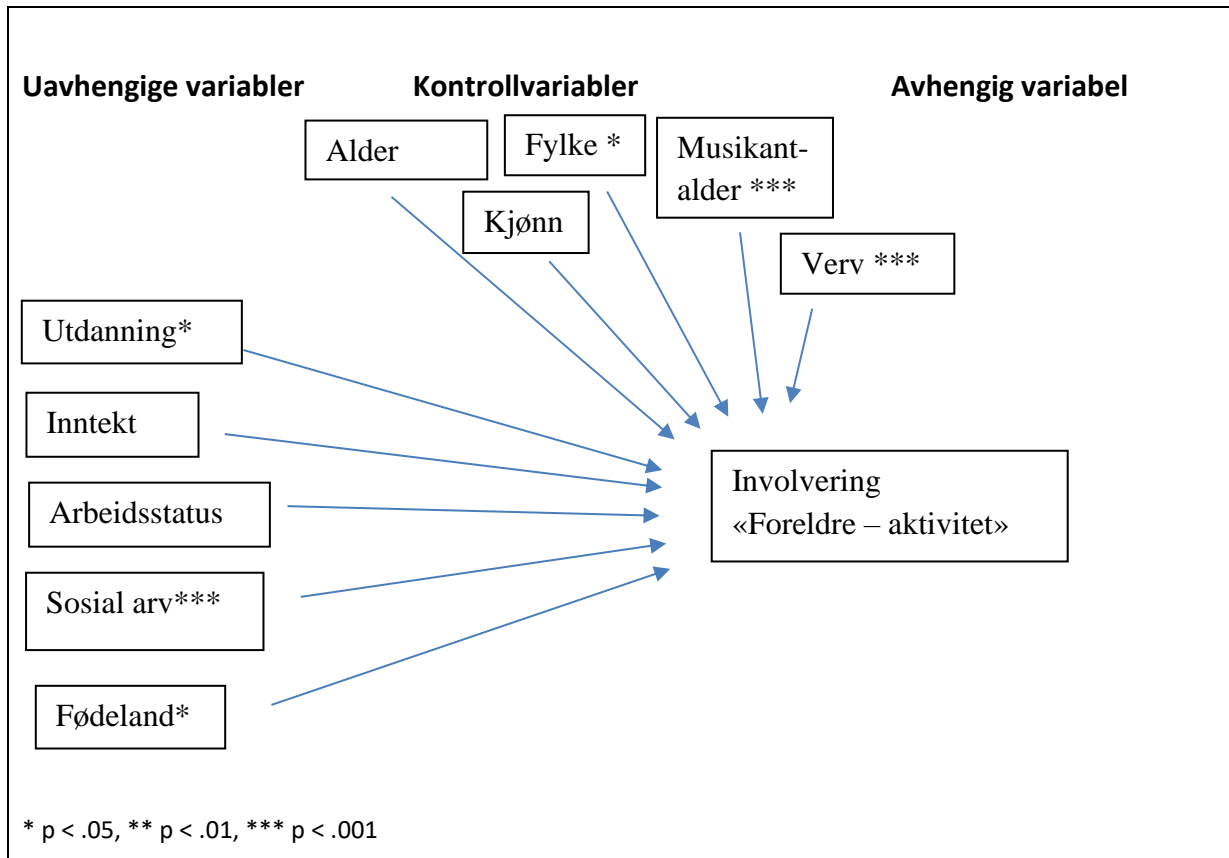 Uavhengige variabler
Kontrollvariabler
Avhengig variabel
Alder
Fylke *
Musikant-
alder ***
Kjønn
Verv ***
Utdanning*
Inntekt
Arbeidsstatus
Sosial arv***
Fødeland*
Involvering
«Foreldre – aktivitet»
* p < .05, ** p < .01, *** p < .001